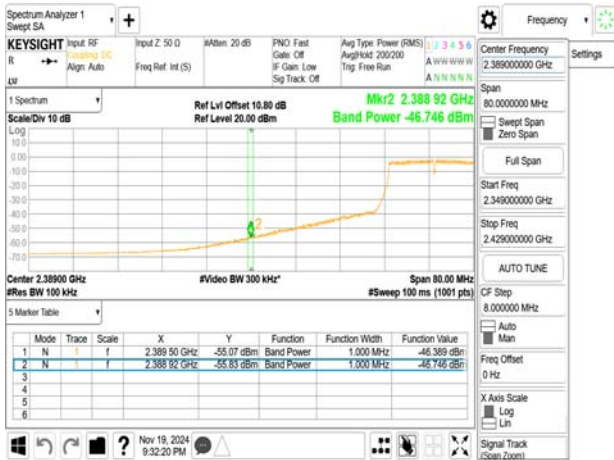 Spectrum Analyzer 1
Swept SA
Frequency
KEYSIGHT Input: RF
Coupling: DC
Align: Auto
Input Z: 50 Ω
Freq Ref: Int (S)
#Atten: 20 dB
PNO: Fast
Gate: Off
IF Gain: Low
Sig Track: Off
Avg Type: Power (RMS)
Avg|Hold: 200/200
Trig: Free Run
1 2 3 4 5 6
A W W W W W
A N N N N N
R
LXI
1 Spectrum
Scale/Div 10 dB
Ref Lvl Offset 10.80 dB
Ref Level 20.00 dBm
Mkr2 2.388 92 GHz
Band Power -46.746 dBm
Log
10.0
0.00
-10.0
-20.0
-30.0
-40.0
-50.0
-60.0
-70.0
2
Center 2.38900 GHz
#Res BW 100 kHz
#Video BW 300 kHz*
Span 80.00 MHz
#Sweep 100 ms (1001 pts)
5 Marker Table
Mode Trace Scale X Y Function Function Width Function Value
1 N 1 f 2.389 50 GHz -55.07 dBm Band Power 1.000 MHz -46.389 dBm
2 N 1 f 2.388 92 GHz -55.83 dBm Band Power 1.000 MHz -46.746 dBm
3
4
5
6
Nov 19, 2024
9:32:20 PM
Center Frequency
2.389000000 GHz
Settings
Span
80.0000000 MHz
Swept Span
Zero Span
Full Span
Start Freq
2.349000000 GHz
Stop Freq
2.429000000 GHz
AUTO TUNE
CF Step
8.000000 MHz
Auto
Man
Freq Offset
0 Hz
X Axis Scale
Log
Lin
Signal Track
(Span Zoom)